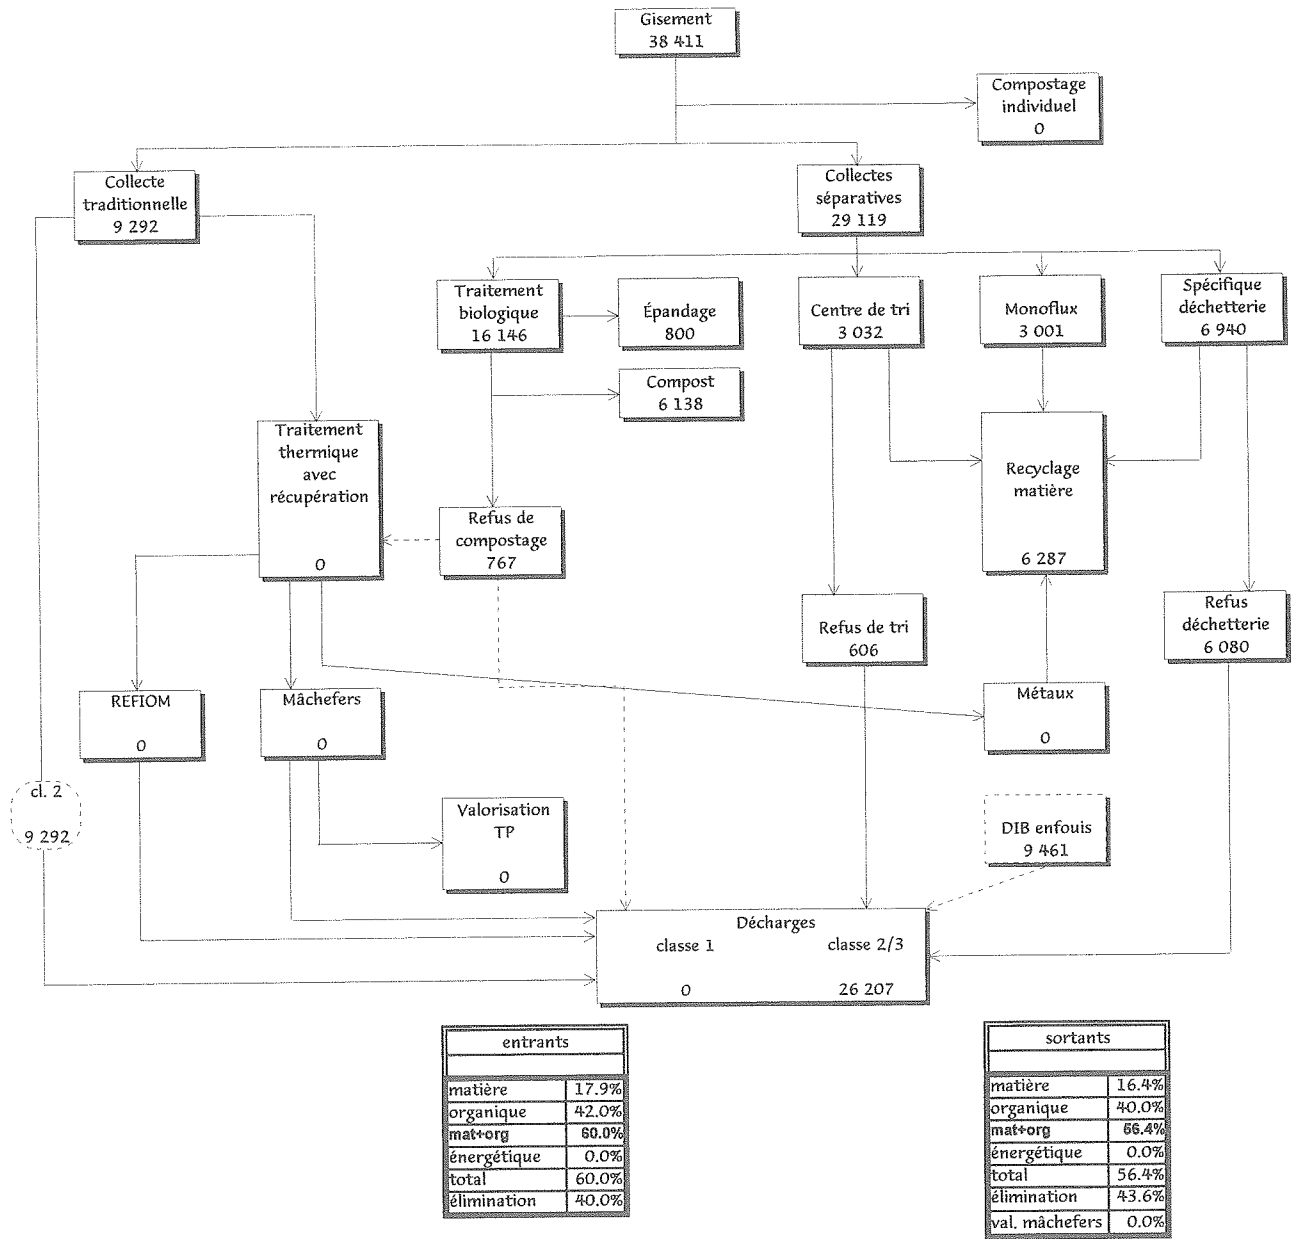 Gisement
38 411
Compostage
individuel
0
Collecte
traditionnelle
9 292
Collectes
séparatives
29 119
Traitement
biologique
16 146
Épandage
800
Centre de tri
3 032
Monoflux
3 001
Spécifique
déchetterie
6 940
Compost
6 138
Traitement
thermique
avec
récupération
0
Recyclage
matière
6 287
Refus de
compostage
767
Refus de tri
606
Refus
déchetterie
6 080
REFIOM
0
Mâchefers
0
Métaux
0
cl. 2
9 292
Valorisation
TP
0
DIB enfouis
9 461
Décharges
classe 1 classe 2/3
0 26 207
entrants
matière 17.9%
organique 42.0%
mat+org 60.0%
énergétique 0.0%
total 60.0%
élimination 40.0%
sortants
matière 16.4%
organique 40.0%
mat+org 56.4%
énergétique 0.0%
total 56.4%
élimination 43.6%
val. mâchefers 0.0%